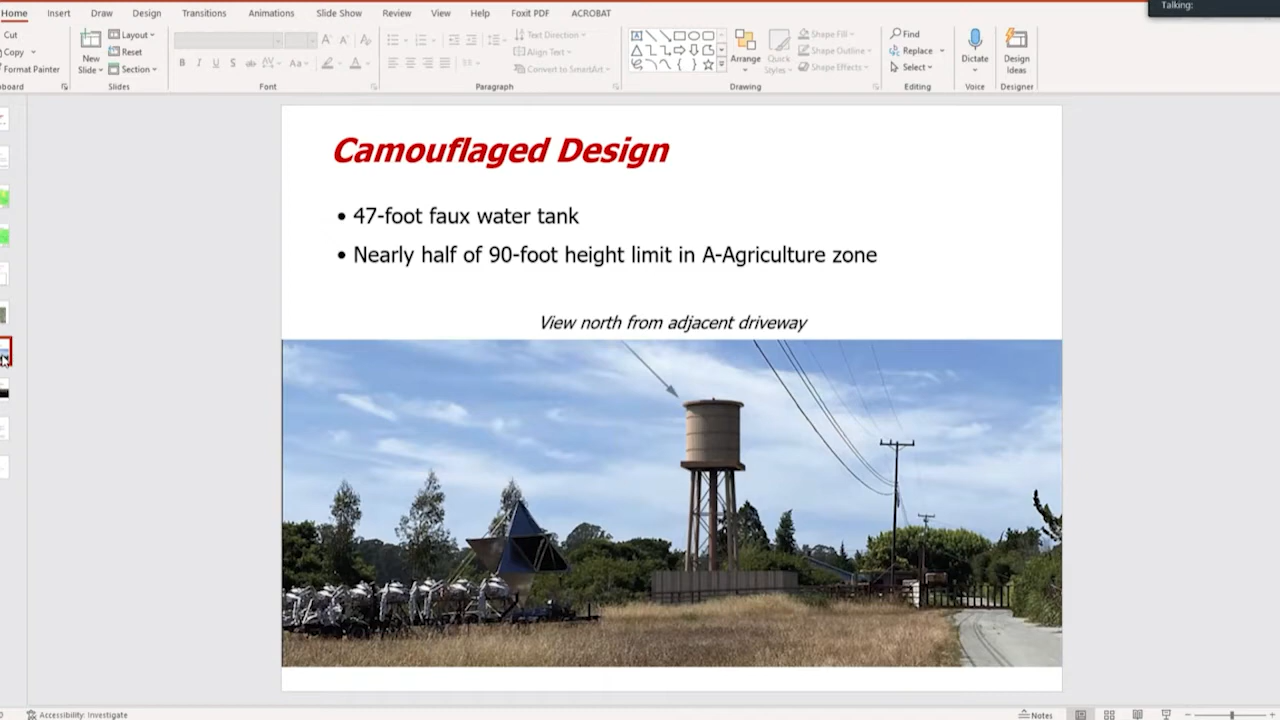 Talking:
Home Insert Draw Design Transitions Animations Slide Show Review View Help Foxit PDF ACROBAT
Cut
Copy
Format Painter
New Slide
Layout
Reset
Section
Slides
B I U S ab AV Aa A
Font
Text Direction
Align Text
Convert to SmartArt
Paragraph
Arrange
Quick Styles
Shape Fill
Shape Outline
Shape Effects
Drawing
Find
Replace
Select
Editing
Dictate
Voice
Design Ideas
Designer
Camouflaged Design
• 47-foot faux water tank
• Nearly half of 90-foot height limit in A-Agriculture zone
View north from adjacent driveway
Accessibility: Investigate
Notes